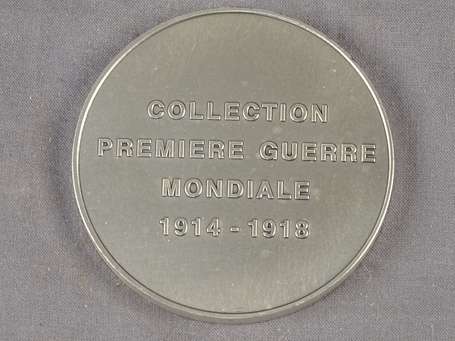 COLLECTION
PREMIERE GUERRE
MONDIALE
1914-1918